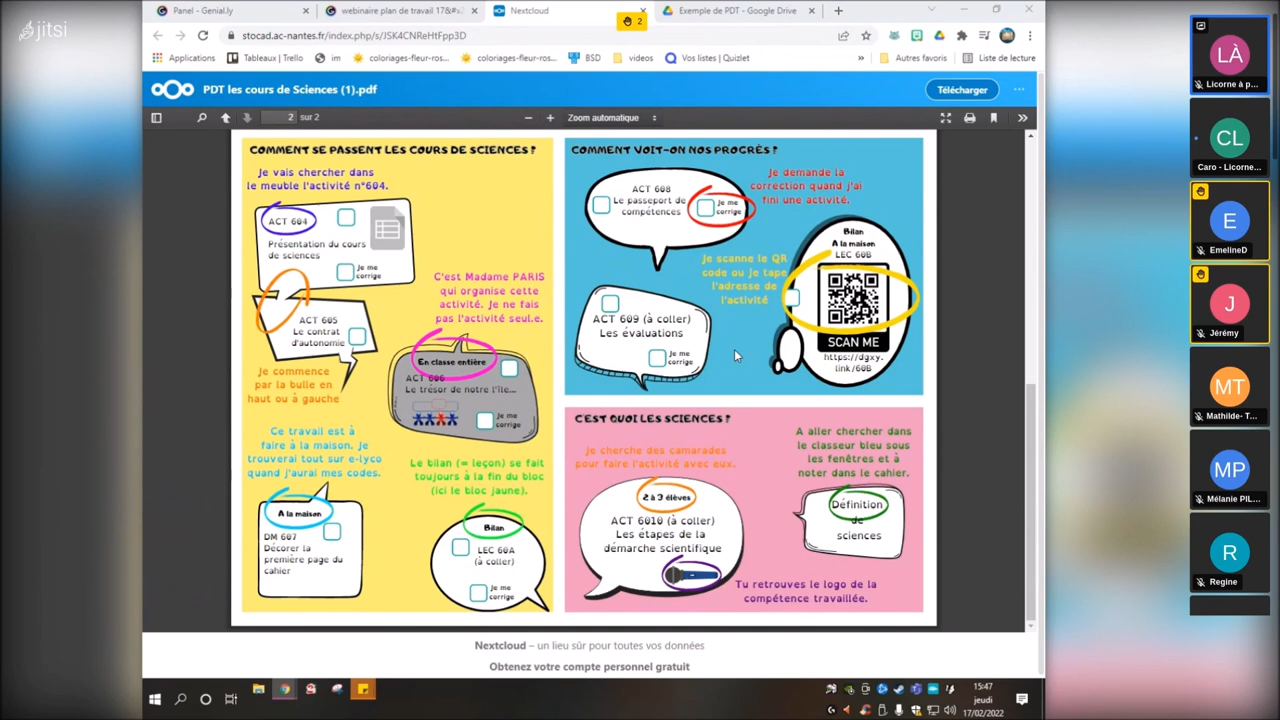 jitsi
Panel - Genial.ly
webinaire plan de travail 17&#x2
Nextcloud
2
Exemple de PDT - Google Drive
stocad.ac-nantes.fr/index.php/s/JSK4CNReHtFpp3D
Applications
Tableaux | Trello
lo
coloriages-fleur-ros...
coloriages-fleur-ros...
BSD
videos
Vos listes | Quizlet
»
Autres favoris
Liste de lecture
PDT les cours de Sciences (1).pdf
Télécharger
2 sur 2
Zoom automatique
COMMENT SE PASSENT LES COURS DE SCIENCES ?
Je vais chercher dans
le meuble l'activité n°604.
ACT 604
Présentation du cours
de sciences
Je me
corrige
C'est Madame PARIS
qui organise cette
activité. Je ne fais
pas l'activité seul.e.
ACT 605
Le contrat
d'autonomie
Je commence
par la bulle en
haut ou à gauche
En classe entière
ACT 606
Le trésor de notre l'île...
Je me
corrige
Ce travail est à
faire à la maison. Je
trouverai tout sur e-lyco
quand j'aurai mes codes.
Le bilan (= leçon) se fait
toujours à la fin du bloc
(ici le bloc jaune).
A la maison
DM 607
Décorer la
première page du
cahier
Bilan
LEC 60A
(à coller)
Je me
corrige
COMMENT VOIT-ON NOS PROGRÈS ?
ACT 608
Le passeport de
compétences
Je me
corrige
Je demande la
correction quand j'ai
fini une activité.
Je scanne le QR
code ou je tape
l'adresse de
l'activité
Bilan
A la maison
LEC 60B
SCAN ME
https://dgxy.
link/60B
ACT 609 (à coller)
Les évaluations
Je me
corrige
C'EST QUOI LES SCIENCES ?
Je cherche des camarades
pour faire l'activité avec eux.
2 à 3 élèves
ACT 6010 (à coller)
Les étapes de la
démarche scientifique
A aller chercher dans
le classeur bleu sous
les fenêtres et à
noter dans le cahier.
Définition
de
sciences
Tu retrouves le logo de la
compétence travaillée.
Nextcloud – un lieu sûr pour toutes vos données
Obtenez votre compte personnel gratuit
15:47
jeudi
17/02/2022
LÀ
Licorne à p...
CL
Caro - Licorne...
E
EmelineD
J
Jérémy
MT
Mathilde- T...
MP
Mélanie PIL...
R
Regine